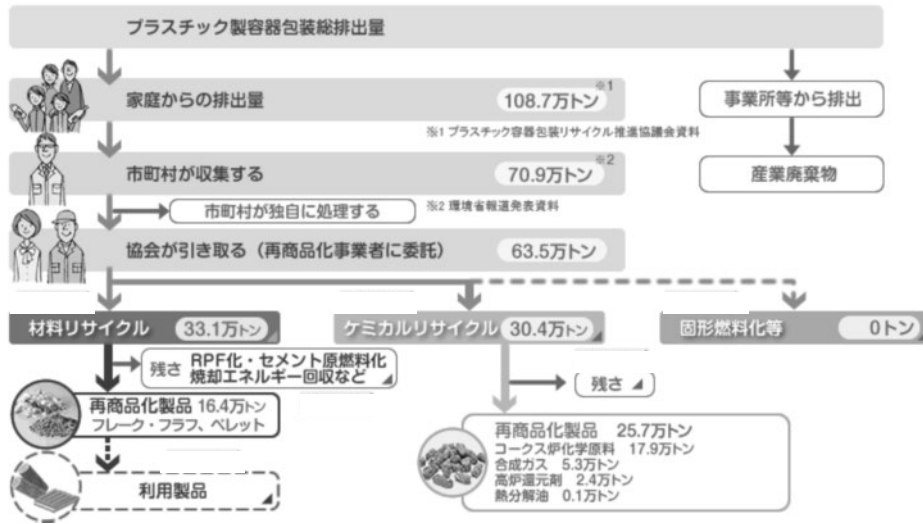 プラスチック製容器包装総排出量
家庭からの排出量 108.7万トン ※1
事業所等から排出
※1 プラスチック容器包装リサイクル推進協議会資料
市町村が収集する 70.9万トン ※2
産業廃棄物
市町村が独自に処理する
※2 環境省報道発表資料
協会が引き取る（再商品化事業者に委託） 63.5万トン
材料リサイクル 33.1万トン
ケミカルリサイクル 30.4万トン
固形燃料化等 0トン
残さ RPF化・セメント原燃料化
焼却エネルギー回収など
残さ
再商品化製品 16.4万トン
フレーク・フラフ、ペレット
再商品化製品 25.7万トン
コークス炉化学原料 17.9万トン
合成ガス 5.3万トン
高炉還元剤 2.4万トン
熱分解油 0.1万トン
利用製品